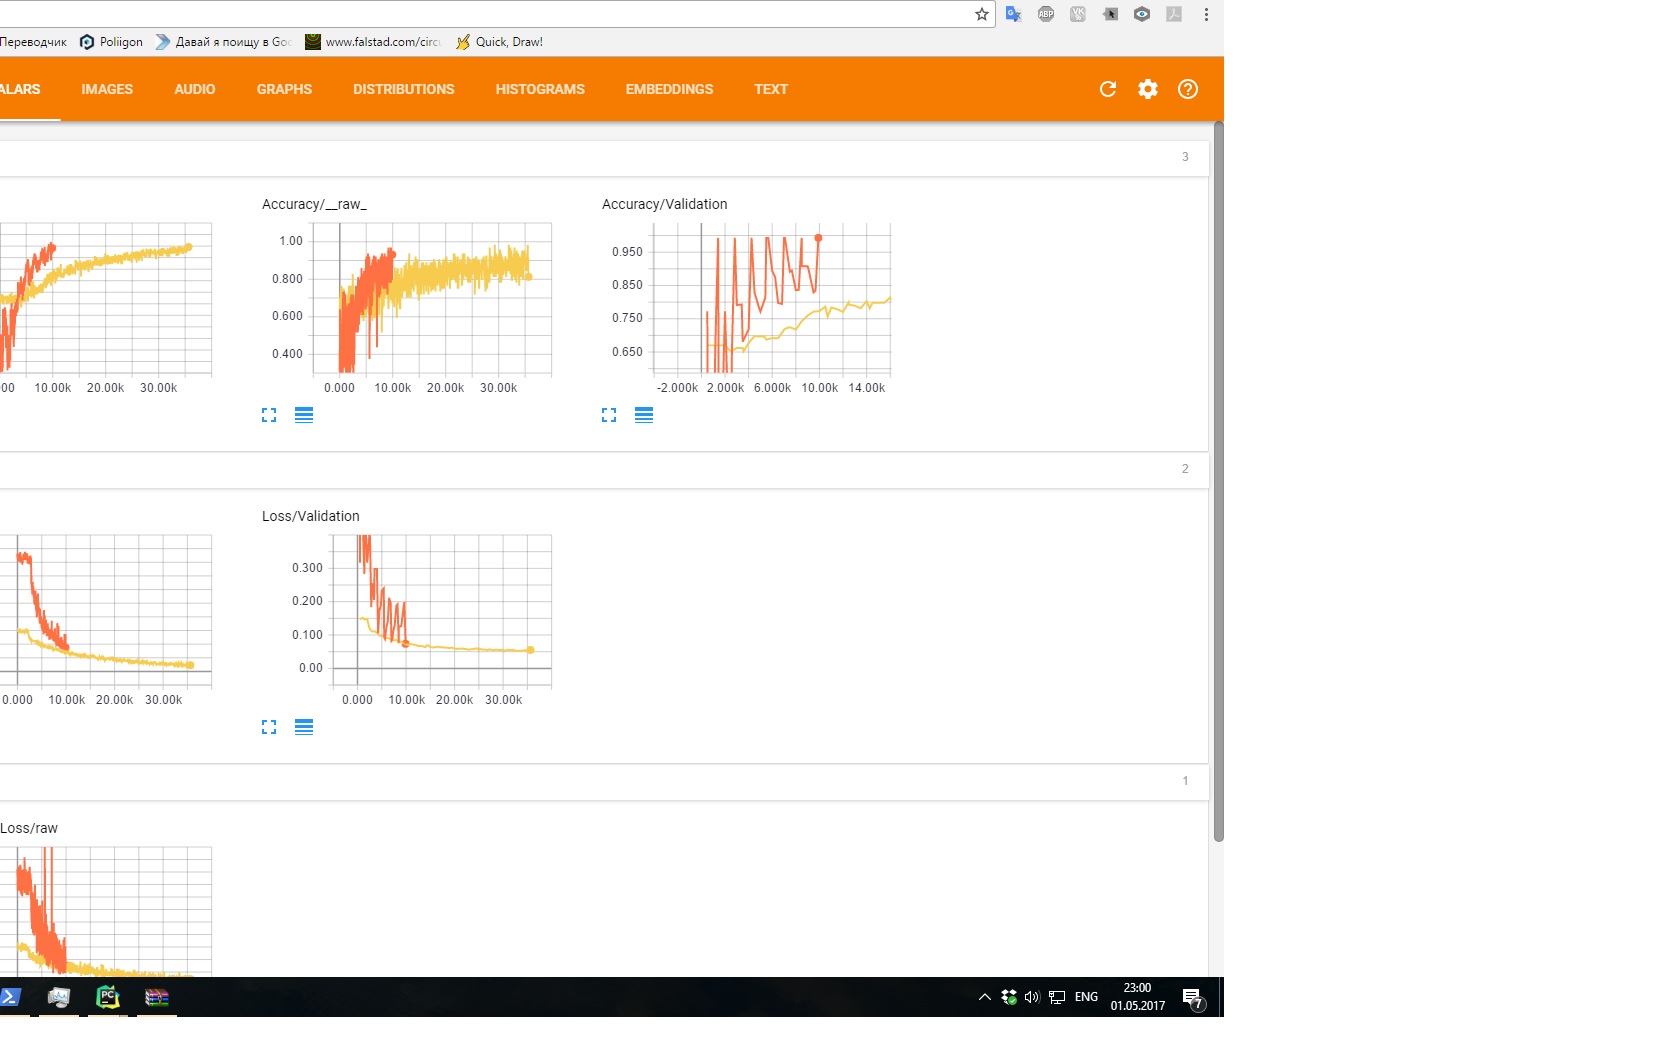 Переводчик Poliigon Давай я поищу в Goo www.falstad.com/circu Quick, Draw!
ALARS IMAGES AUDIO GRAPHS DISTRIBUTIONS HISTOGRAMS EMBEDDINGS TEXT
3
Accuracy/__raw_ Accuracy/Validation
1.00
0.800
0.600
0.400
0.950
0.850
0.750
0.650
00 10.00k 20.00k 30.00k
0.000 10.00k 20.00k 30.00k
-2.000k 2.000k 6.000k 10.00k 14.00k
2
Loss/Validation
0.300
0.200
0.100
0.00
0.000 10.00k 20.00k 30.00k
0.000 10.00k 20.00k 30.00k
1
Loss/raw
ABP
VK
PC
ENG
23:00
01.05.2017
7